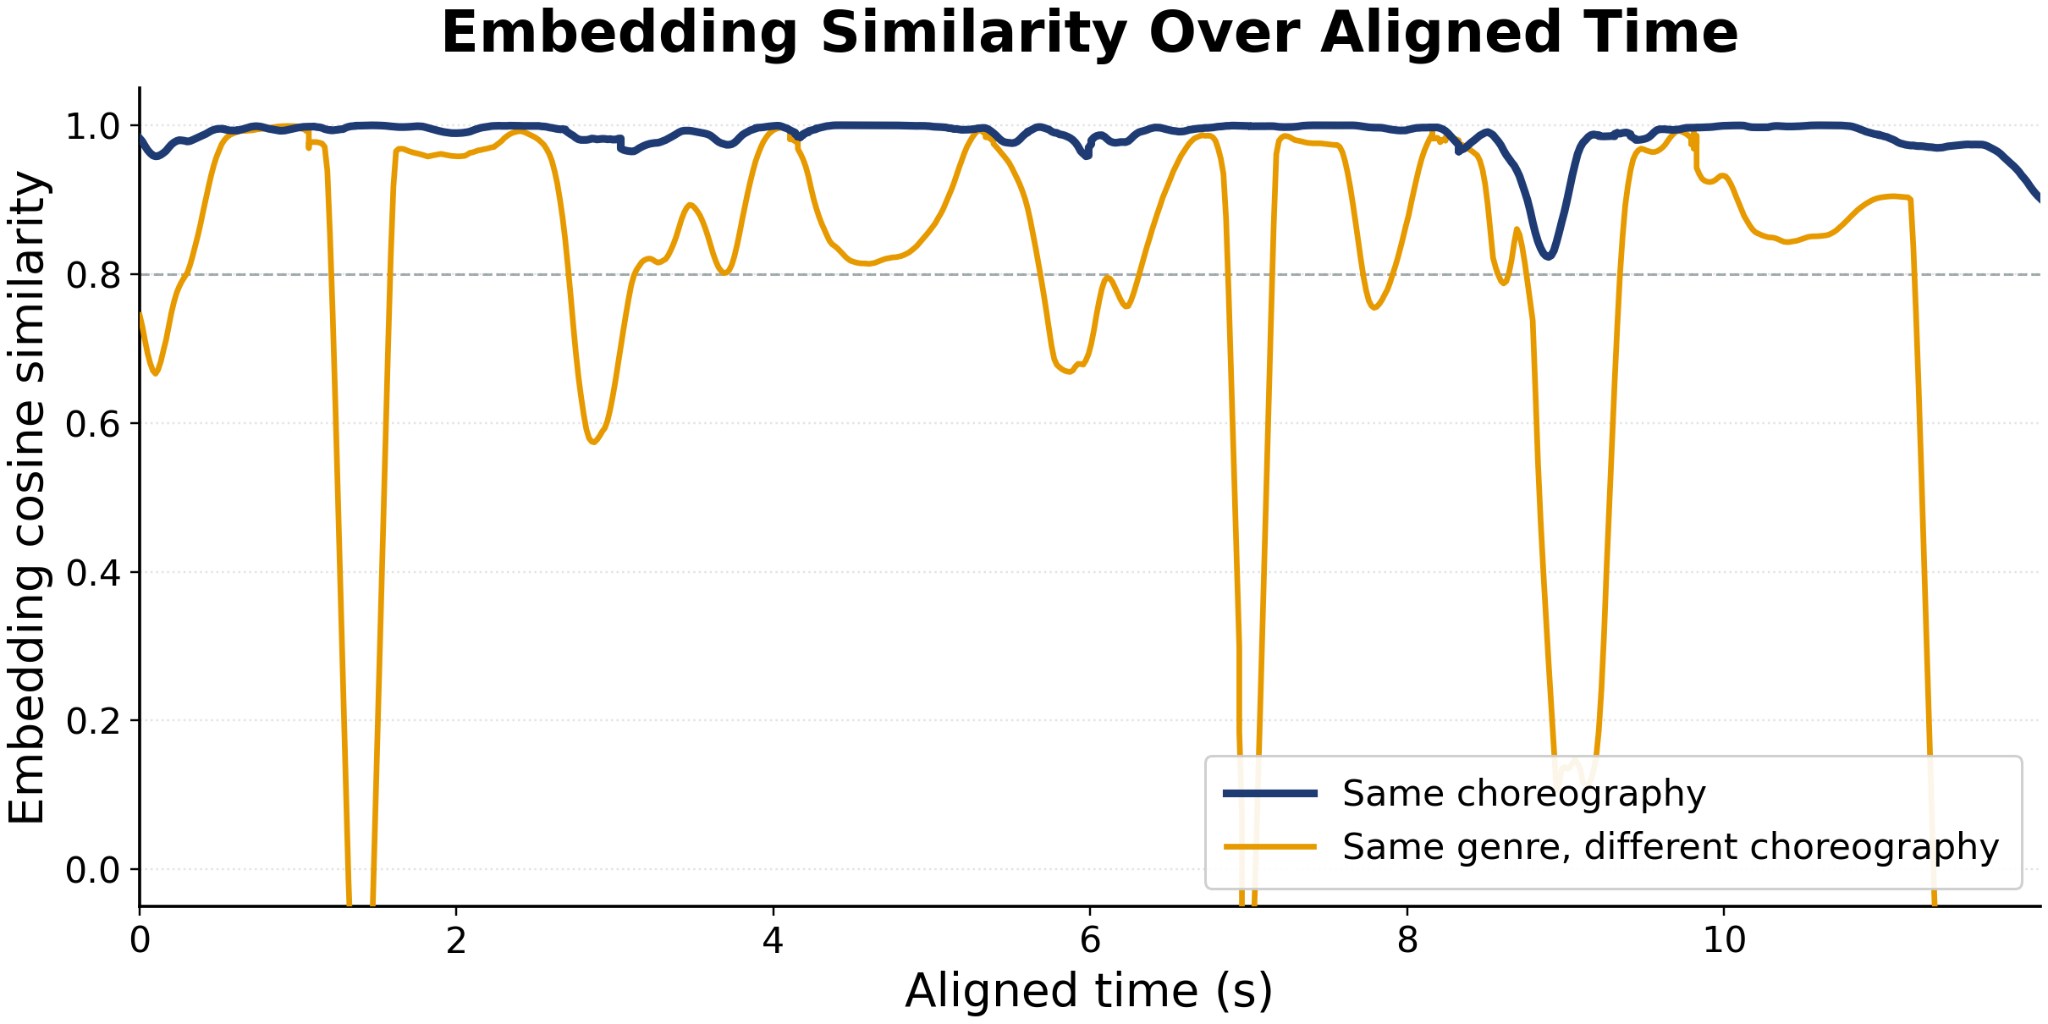 Embedding Similarity Over Aligned Time
Embedding cosine similarity
1.0
0.8
0.6
0.4
0.2
0.0
Same choreography
Same genre, different choreography
0 2 4 6 8 10
Aligned time (s)